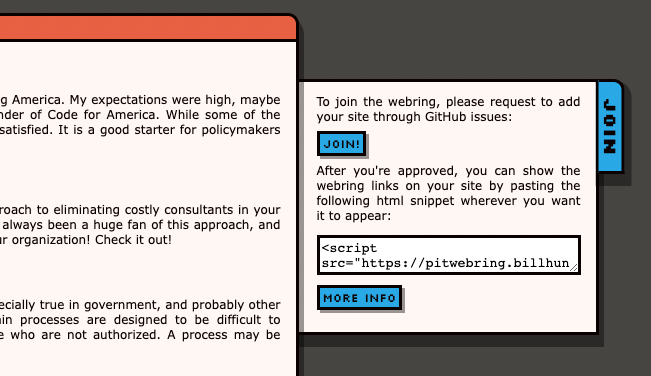 g America. My expectations were high, maybe
nder of Code for America. While some of the
satisfied. It is a good starter for policymakers
roach to eliminating costly consultants in your
always been a huge fan of this approach, and
ur organization! Check it out!
ecially true in government, and probably other
in processes are designed to be difficult to
e who are not authorized. A process may be
To join the webring, please request to add
your site through GitHub issues:
JOIN!
After you're approved, you can show the
webring links on your site by pasting the
following html snippet wherever you want
it to appear:
<script
src="https://pitwebring.billhun
MORE INFO
JOIN